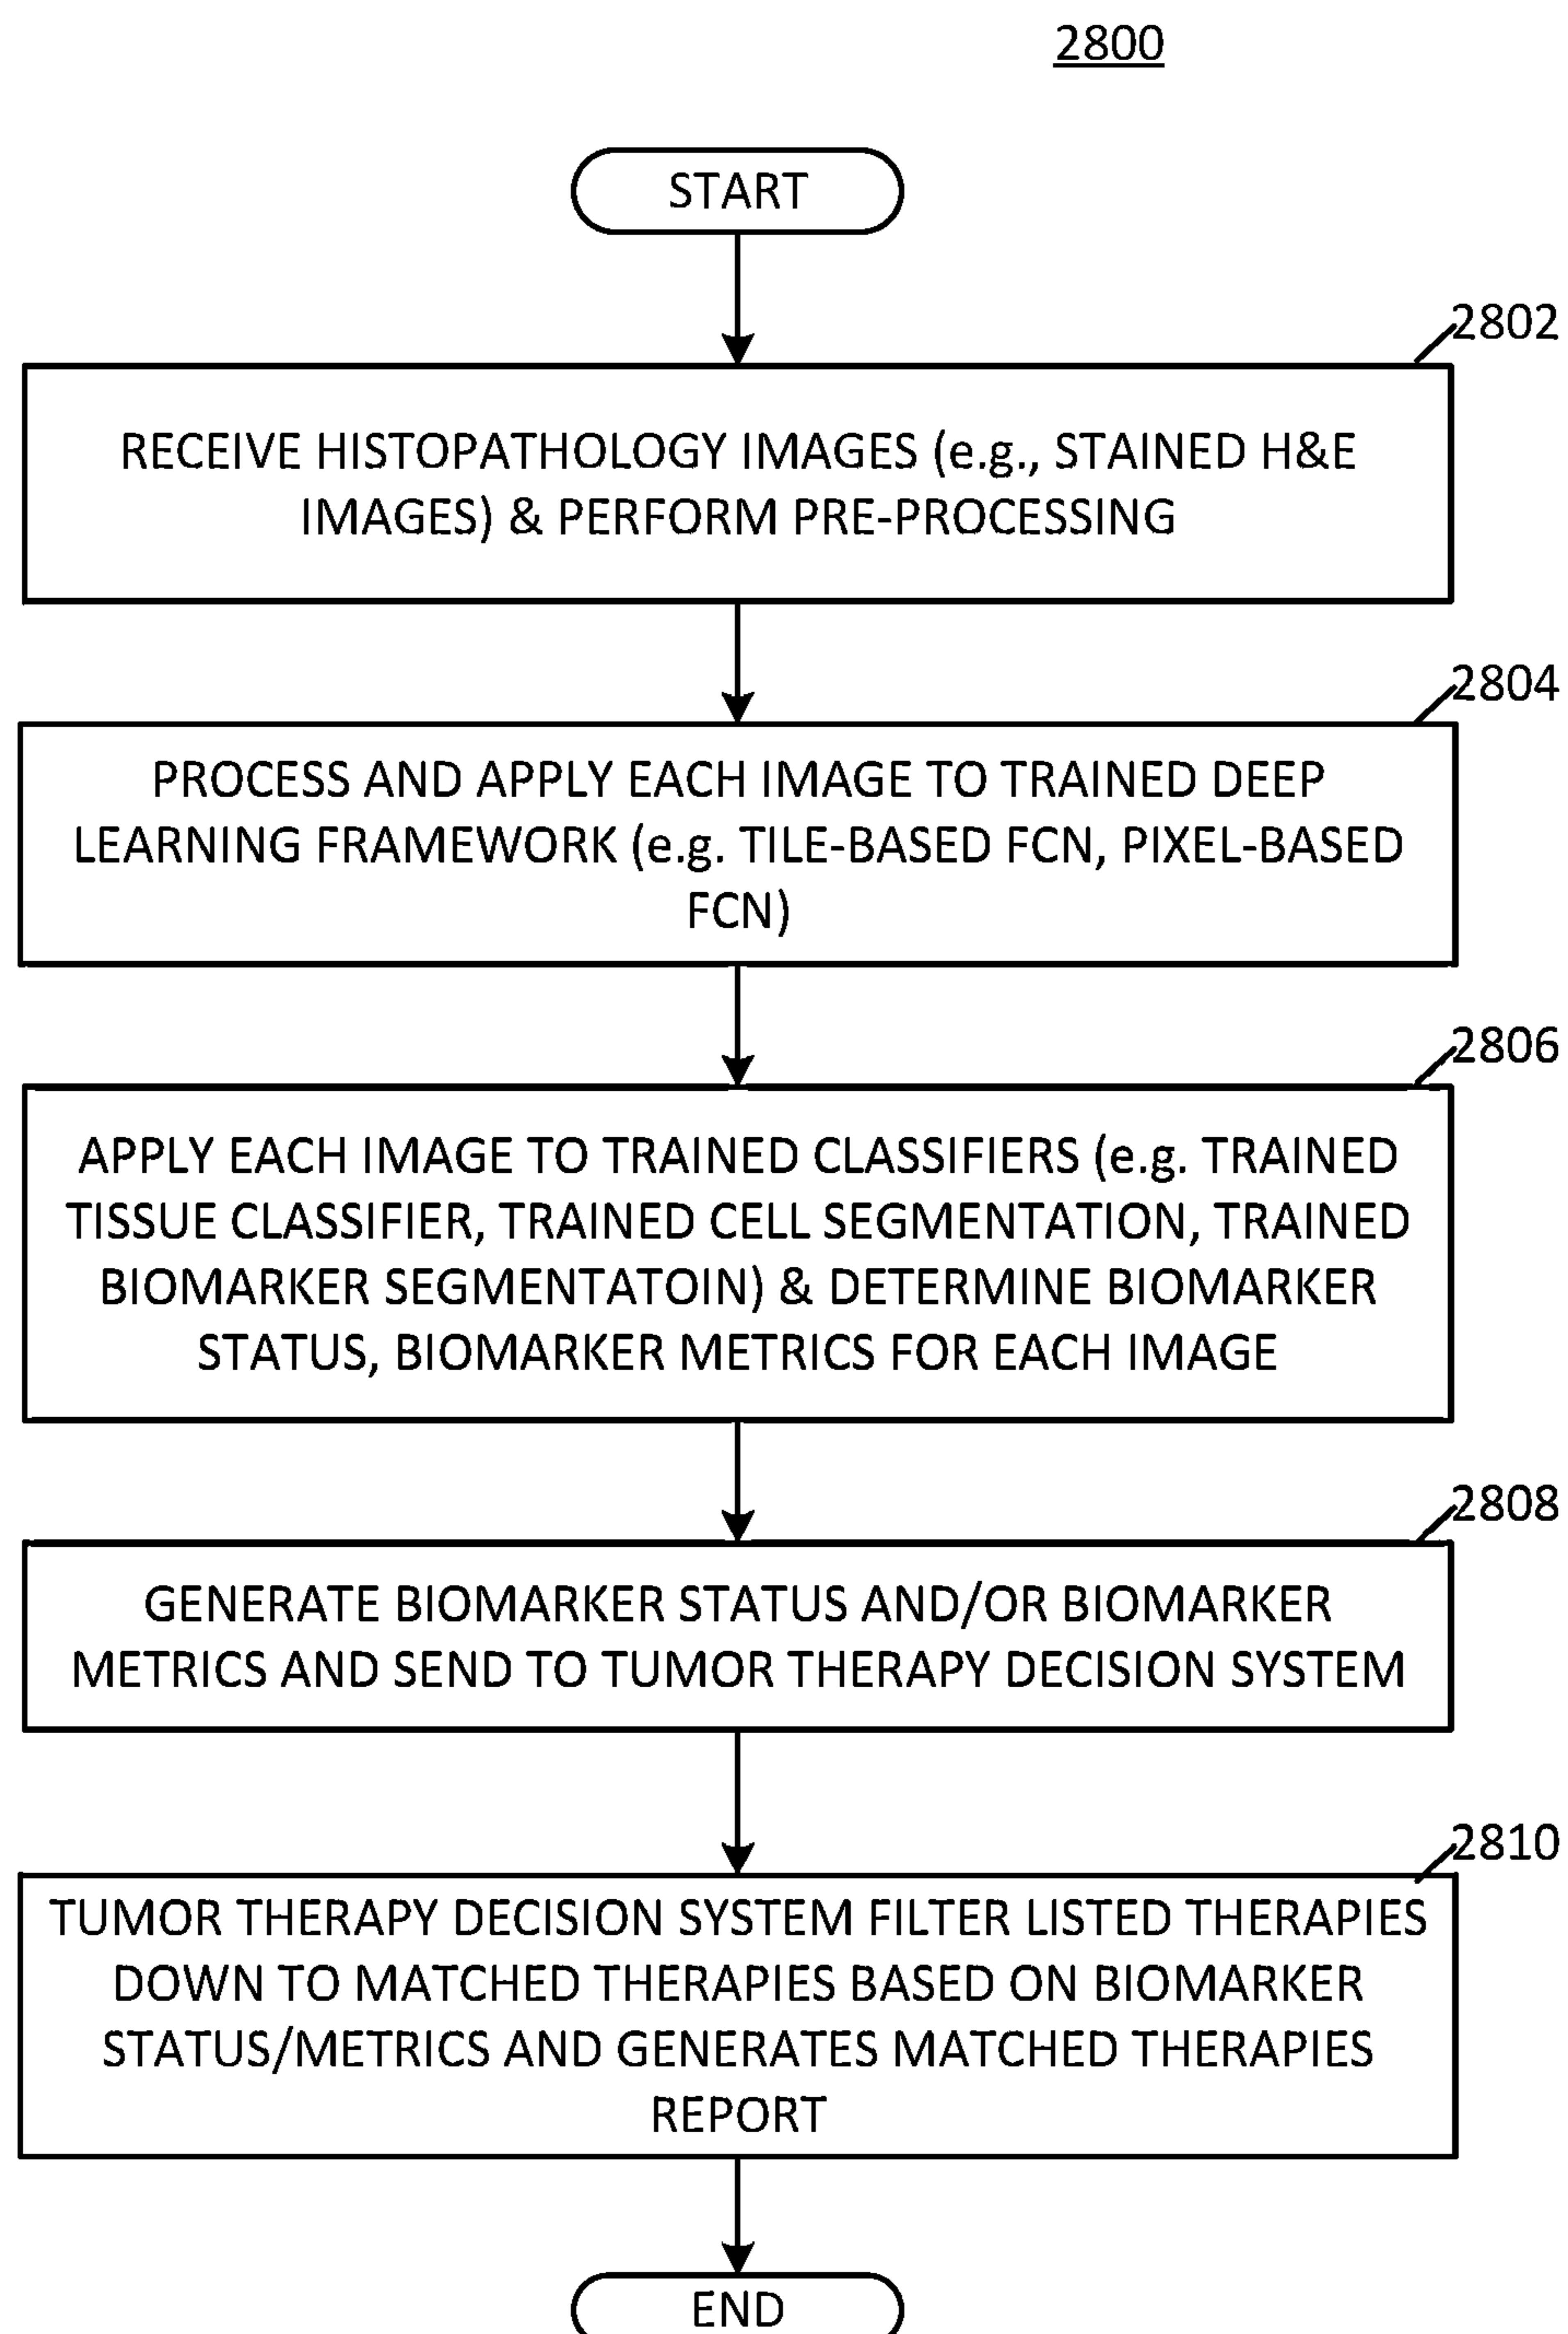 2800
START
2802
RECEIVE HISTOPATHOLOGY IMAGES (e.g., STAINED H&E
IMAGES) & PERFORM PRE-PROCESSING
2804
PROCESS AND APPLY EACH IMAGE TO TRAINED DEEP
LEARNING FRAMEWORK (e.g. TILE-BASED FCN, PIXEL-BASED
FCN)
2806
APPLY EACH IMAGE TO TRAINED CLASSIFIERS (e.g. TRAINED
TISSUE CLASSIFIER, TRAINED CELL SEGMENTATION, TRAINED
BIOMARKER SEGMENTATOIN) & DETERMINE BIOMARKER
STATUS, BIOMARKER METRICS FOR EACH IMAGE
2808
GENERATE BIOMARKER STATUS AND/OR BIOMARKER
METRICS AND SEND TO TUMOR THERAPY DECISION SYSTEM
2810
TUMOR THERAPY DECISION SYSTEM FILTER LISTED THERAPIES
DOWN TO MATCHED THERAPIES BASED ON BIOMARKER
STATUS/METRICS AND GENERATES MATCHED THERAPIES
REPORT
END